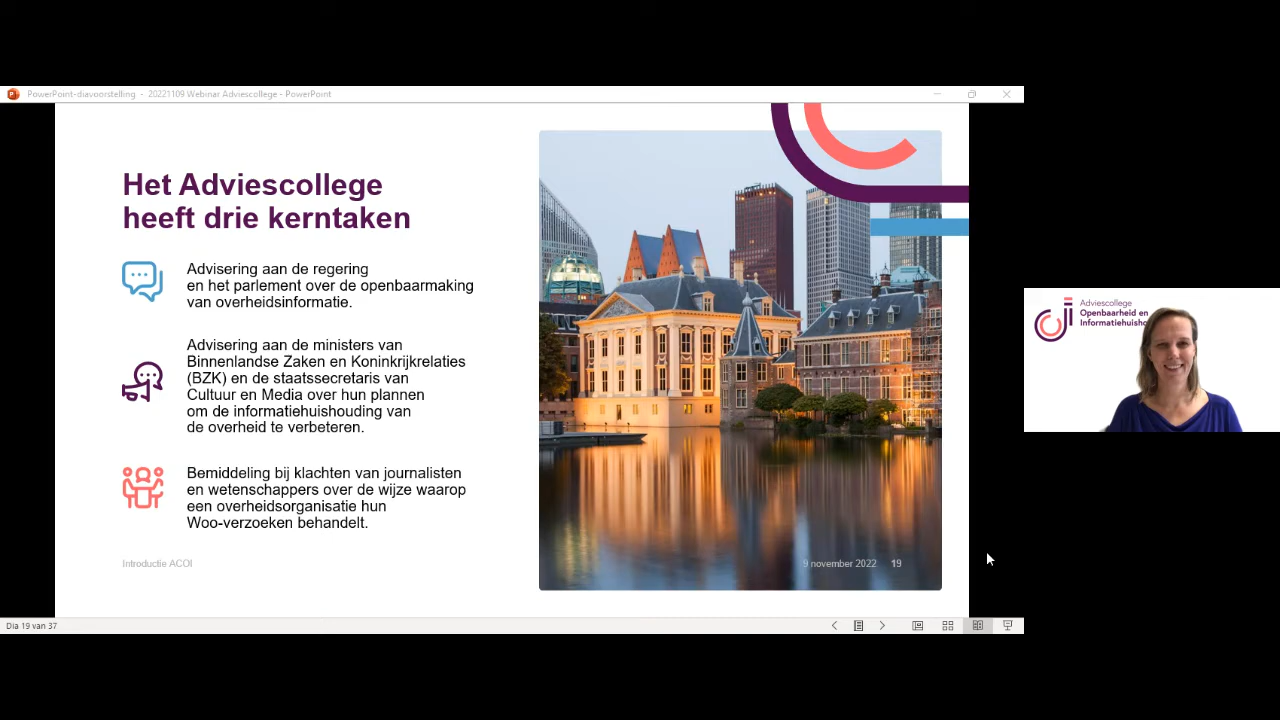 PowerPoint-diavoorstelling - 20221109 Webinar Adviescollege - PowerPoint
Het Adviescollege
heeft drie kerntaken
Advisering aan de regering
en het parlement over de openbaarmaking
van overheidsinformatie.
Advisering aan de ministers van
Binnenlandse Zaken en Koninkrijkrelaties
(BZK) en de staatssecretaris van
Cultuur en Media over hun plannen
om de informatiehuishouding van
de overheid te verbeteren.
Bemiddeling bij klachten van journalisten
en wetenschappers over de wijze waarop
een overheidsorganisatie hun
Woo-verzoeken behandelt.
Introductie ACOI
9 november 2022 19
Dia 19 van 37
Adviescollege
Openbaarheid en
Informatiehuisho